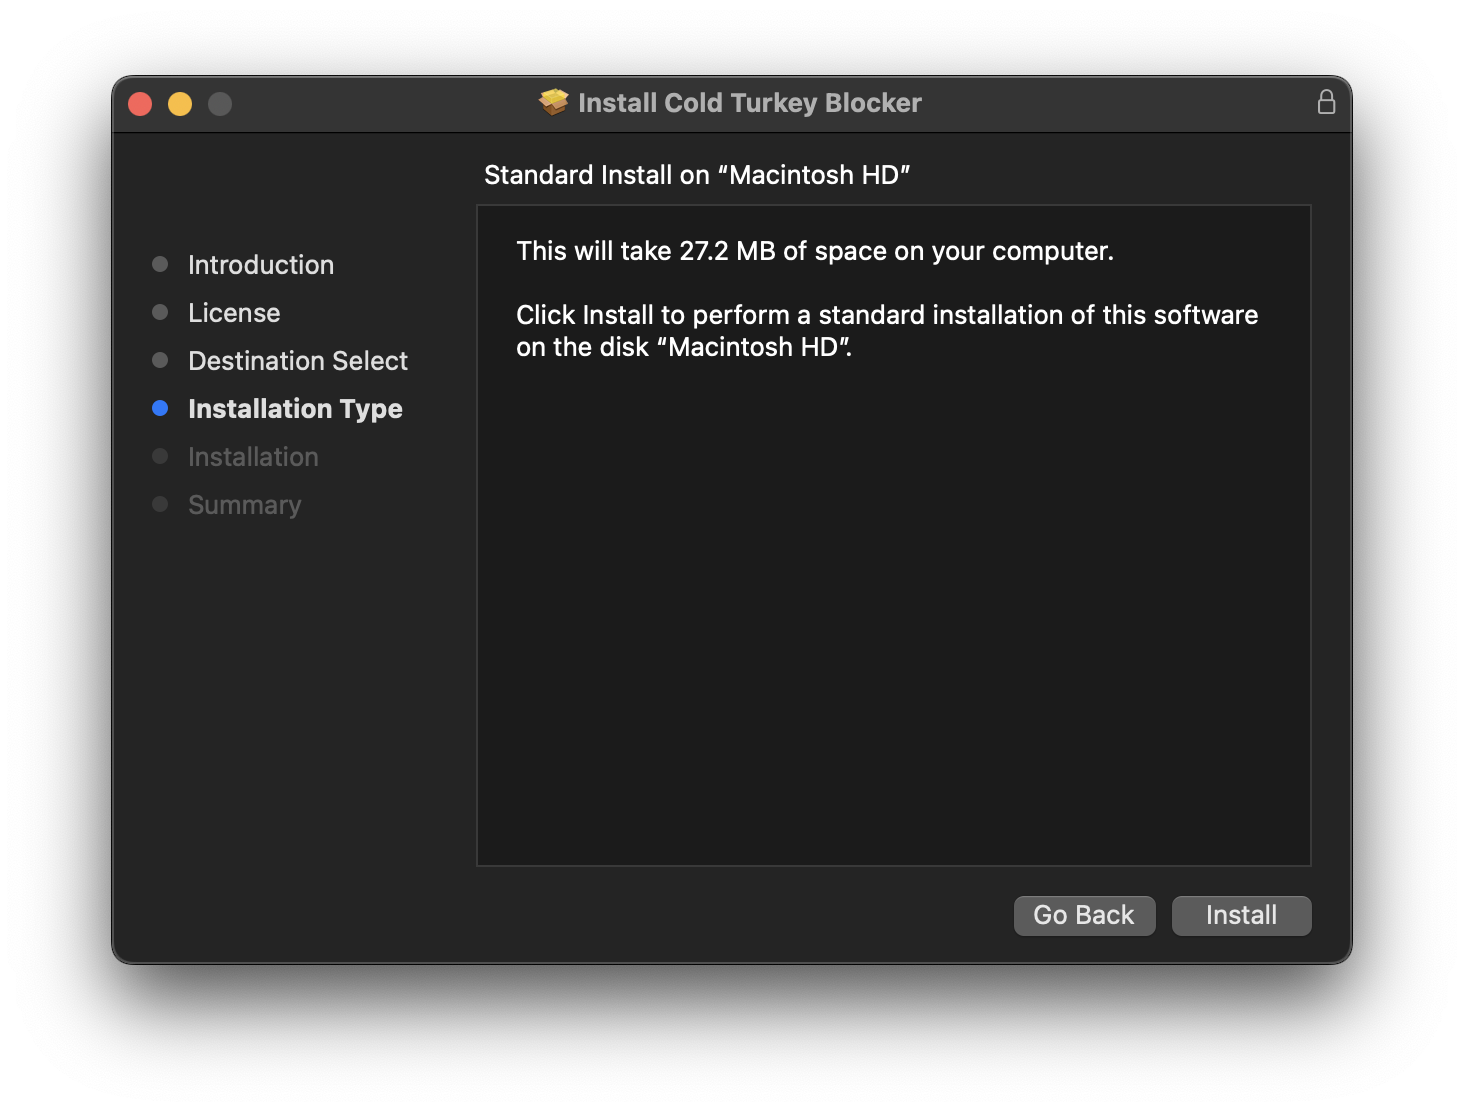 Install Cold Turkey Blocker
Standard Install on “Macintosh HD”
Introduction
License
Destination Select
Installation Type
Installation
Summary
This will take 27.2 MB of space on your computer.
Click Install to perform a standard installation of this software
on the disk “Macintosh HD”.
Go Back
Install